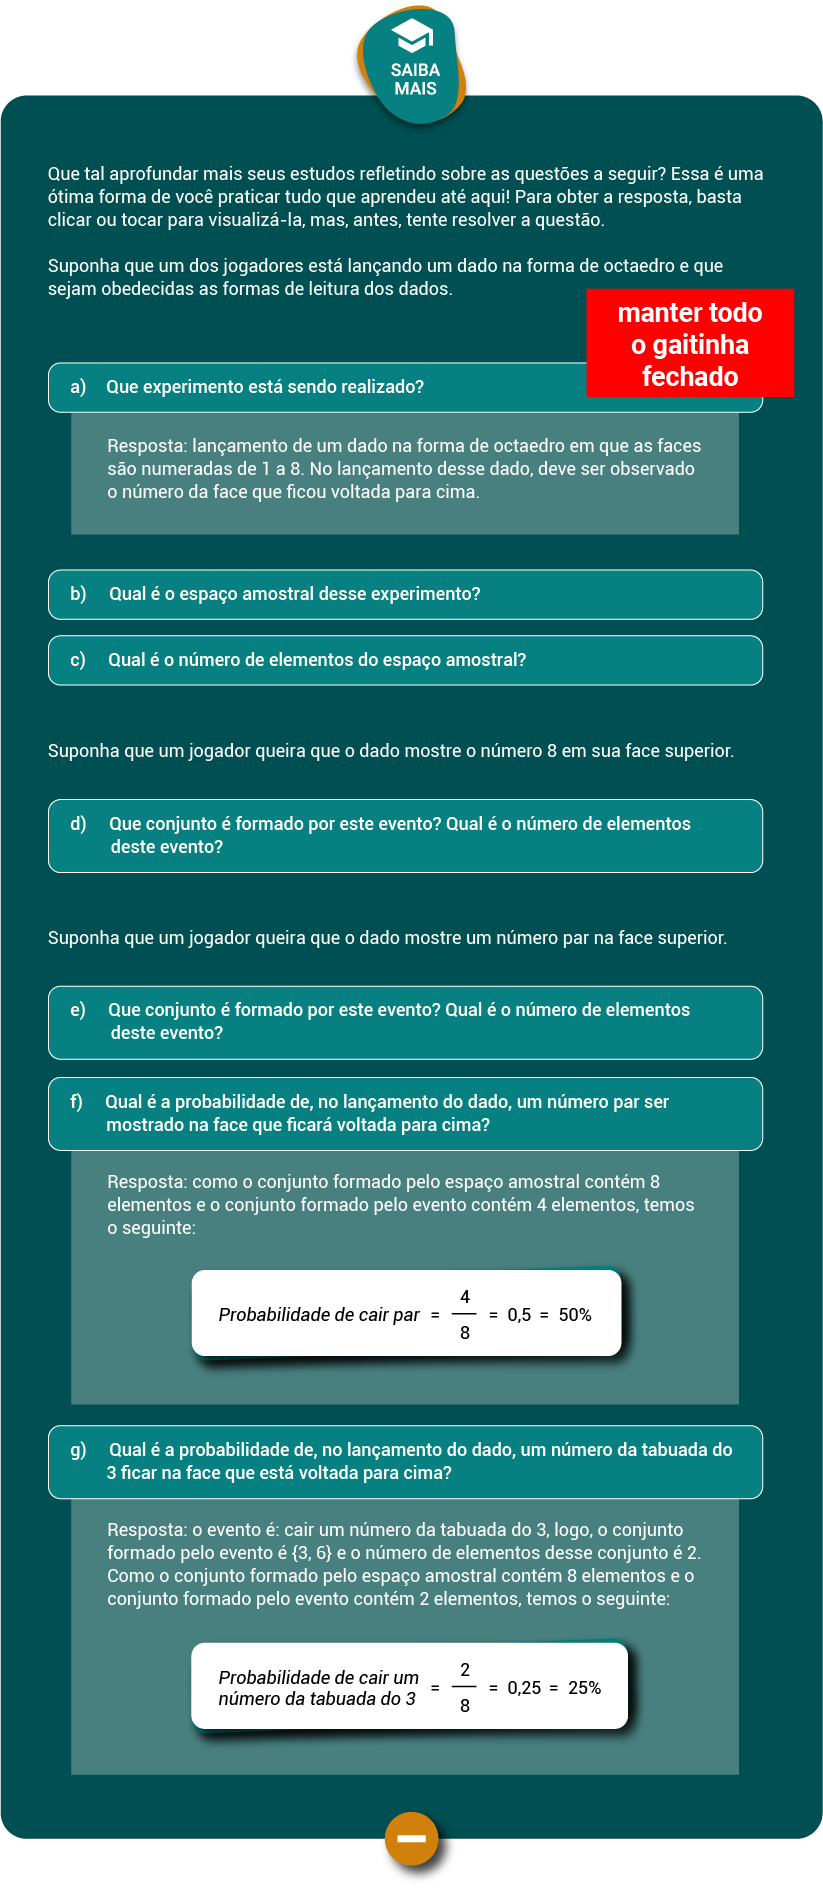 SAIBA
MAIS
Que tal aprofundar mais seus estudos refletindo sobre as questões a seguir? Essa é uma
ótima forma de você praticar tudo que aprendeu até aqui! Para obter a resposta, basta
clicar ou tocar para visualizá-la, mas, antes, tente resolver a questão.
Suponha que um dos jogadores está lançando um dado na forma de octaedro e que
sejam obedecidas as formas de leitura dos dados.
manter todo
o gaitinha
fechado
a) Que experimento está sendo realizado?
Resposta: lançamento de um dado na forma de octaedro em que as faces
são numeradas de 1 a 8. No lançamento desse dado, deve ser observado
o número da face que ficou voltada para cima.
b) Qual é o espaço amostral desse experimento?
c) Qual é o número de elementos do espaço amostral?
Suponha que um jogador queira que o dado mostre o número 8 em sua face superior.
d) Que conjunto é formado por este evento? Qual é o número de elementos
deste evento?
Suponha que um jogador queira que o dado mostre um número par na face superior.
e) Que conjunto é formado por este evento? Qual é o número de elementos
deste evento?
f) Qual é a probabilidade de, no lançamento do dado, um número par ser
mostrado na face que ficará voltada para cima?
Resposta: como o conjunto formado pelo espaço amostral contém 8
elementos e o conjunto formado pelo evento contém 4 elementos, temos
o seguinte:
Probabilidade de cair par = 4/8 = 0,5 = 50%
g) Qual é a probabilidade de, no lançamento do dado, um número da tabuada do
3 ficar na face que está voltada para cima?
Resposta: o evento é: cair um número da tabuada do 3, logo, o conjunto
formado pelo evento é {3, 6} e o número de elementos desse conjunto é 2.
Como o conjunto formado pelo espaço amostral contém 8 elementos e o
conjunto formado pelo evento contém 2 elementos, temos o seguinte:
Probabilidade de cair um
número da tabuada do 3 = 2/8 = 0,25 = 25%